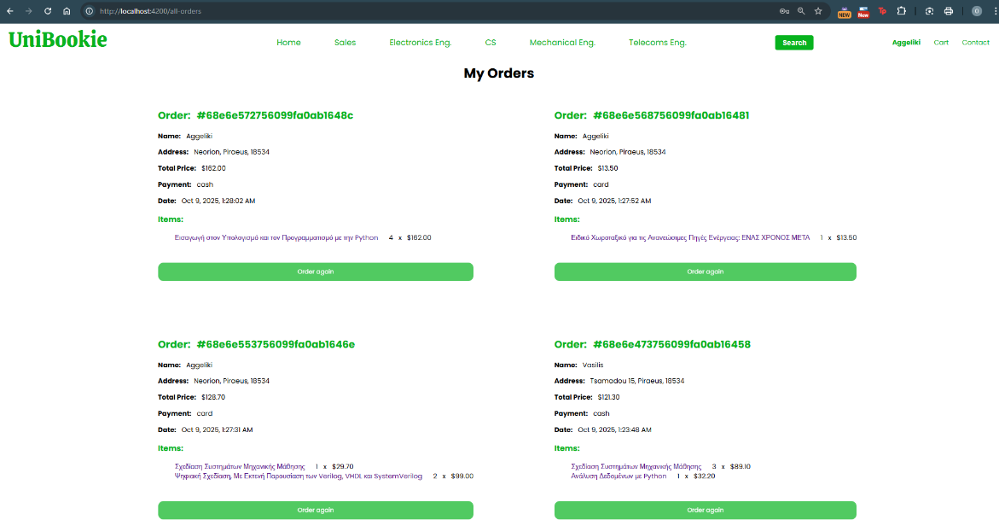 http://localhost:4200/all-orders
NEW
New
Tp
O
UniBookie
Home Sales Electronics Eng. CS Mechanical Eng. Telecoms Eng. Search Aggeliki Cart Contact
My Orders
Order: #68e6e572756099fa0ab1648c
Name: Aggeliki
Address: Neorion, Piraeus, 18534
Total Price: $162.00
Payment: cash
Date: Oct 9, 2025, 1:28:02 AM
Items:
Εισαγωγή στον Υπολογισμό και τον Προγραμματισμό με την Python 4 x $162.00
Order again
Order: #68e6e568756099fa0ab16481
Name: Aggeliki
Address: Neorion, Piraeus, 18534
Total Price: $13.50
Payment: card
Date: Oct 9, 2025, 1:27:52 AM
Items:
Ειδικό Χωροταξικό για τις Ανανεώσιμες Πηγές Ενέργειας: ΕΝΑΣ ΧΡΟΝΟΣ ΜΕΤΑ 1 x $13.50
Order again
Order: #68e6e553756099fa0ab1646e
Name: Aggeliki
Address: Neorion, Piraeus, 18534
Total Price: $128.70
Payment: card
Date: Oct 9, 2025, 1:27:31 AM
Items:
Σχεδίαση Συστημάτων Μηχανικής Μάθησης 1 x $29.70
Ψηφιακή Σχεδίαση, Με Εκτενή Παρουσίαση των Verilog, VHDL και SystemVerilog 2 x $99.00
Order again
Order: #68e6e473756099fa0ab16458
Name: Vasilis
Address: Tsamadou 15, Piraeus, 18534
Total Price: $121.30
Payment: cash
Date: Oct 9, 2025, 1:23:48 AM
Items:
Σχεδίαση Συστημάτων Μηχανικής Μάθησης 3 x $89.10
Ανάλυση Δεδομένων με Python 1 x $32.20
Order again